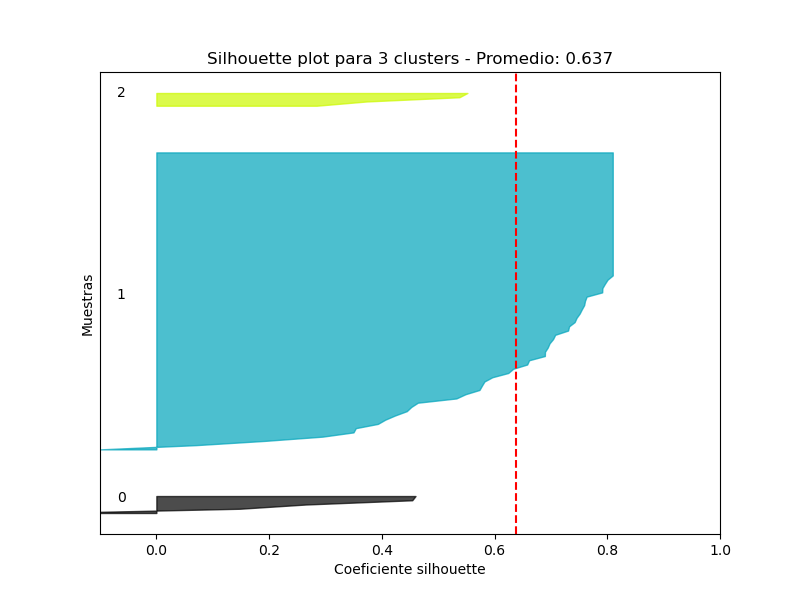 Silhouette plot para 3 clusters - Promedio: 0.637
2
1
0
Muestras
0.0 0.2 0.4 0.6 0.8 1.0
Coeficiente silhouette